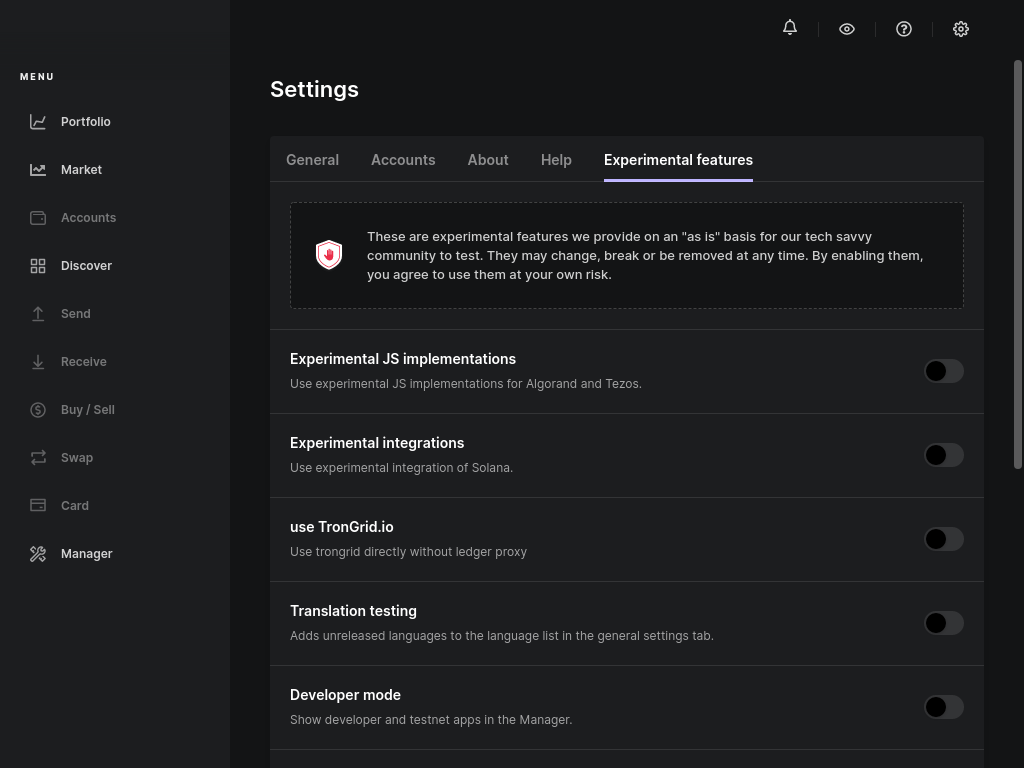 MENU
Portfolio
Market
Accounts
Discover
Send
Receive
Buy / Sell
Swap
Card
Manager
Settings
General
Accounts
About
Help
Experimental features
These are experimental features we provide on an "as is" basis for our tech savvy
community to test. They may change, break or be removed at any time. By enabling them,
you agree to use them at your own risk.
Experimental JS implementations
Use experimental JS implementations for Algorand and Tezos.
Experimental integrations
Use experimental integration of Solana.
use TronGrid.io
Use trongrid directly without ledger proxy
Translation testing
Adds unreleased languages to the language list in the general settings tab.
Developer mode
Show developer and testnet apps in the Manager.